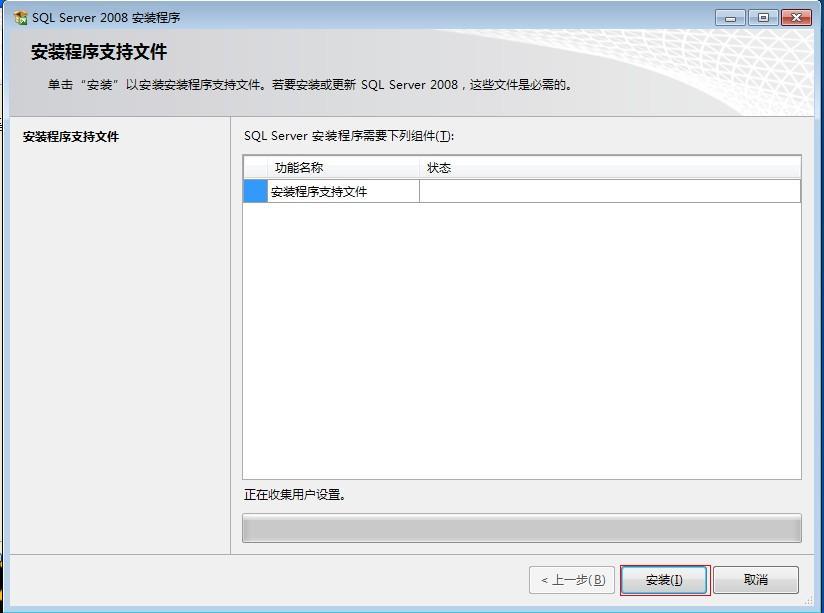 SQL Server 2008 安装程序
安装程序支持文件
单击“安装”以安装安装程序支持文件。若要安装或更新 SQL Server 2008，这些文件是必需的。
安装程序支持文件
SQL Server 安装程序需要下列组件(T):
功能名称 状态
安装程序支持文件
正在收集用户设置。
< 上一步(B) 安装(I) 取消